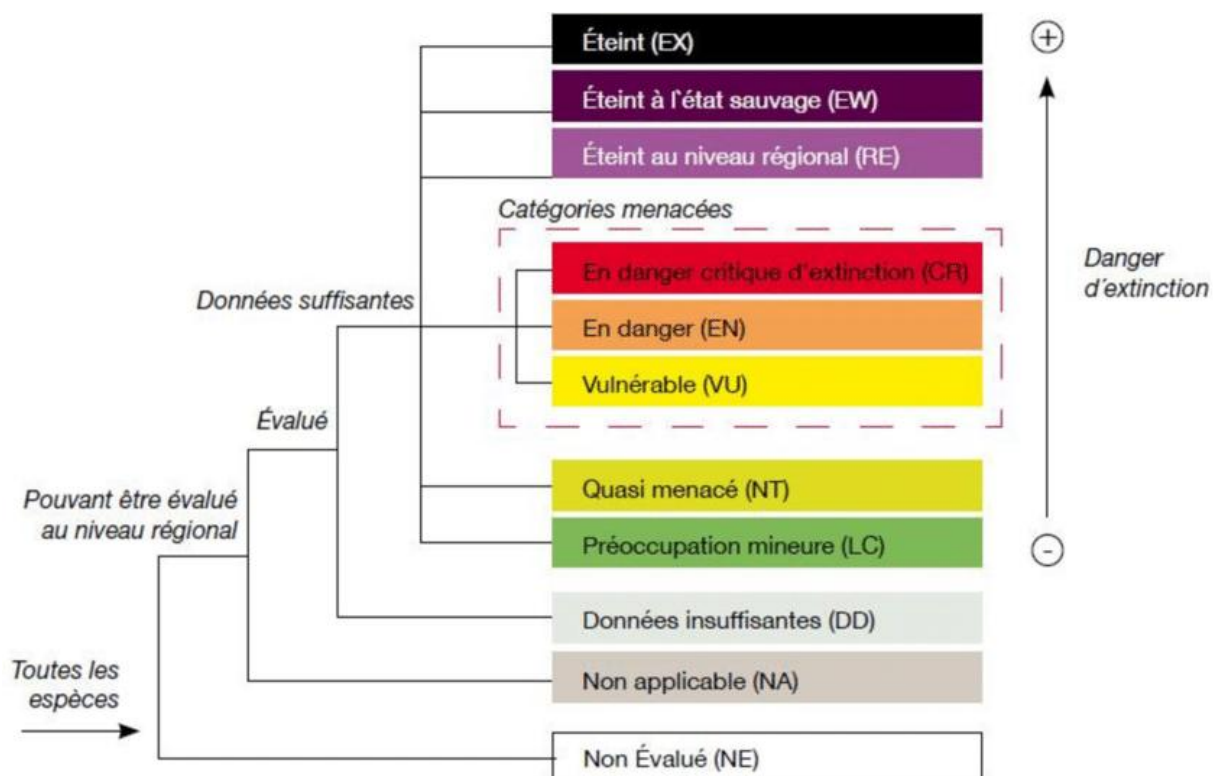 Éteint (EX)
Éteint à l`état sauvage (EW)
Éteint au niveau régional (RE)
Catégories menacées
En danger critique d'extinction (CR)
En danger (EN)
Vulnérable (VU)
Quasi menacé (NT)
Préoccupation mineure (LC)
Données insuffisantes (DD)
Non applicable (NA)
Non Évalué (NE)
Données suffisantes
Évalué
Pouvant être évalué
au niveau régional
Toutes les
espèces
+
Danger
d´extinction
-